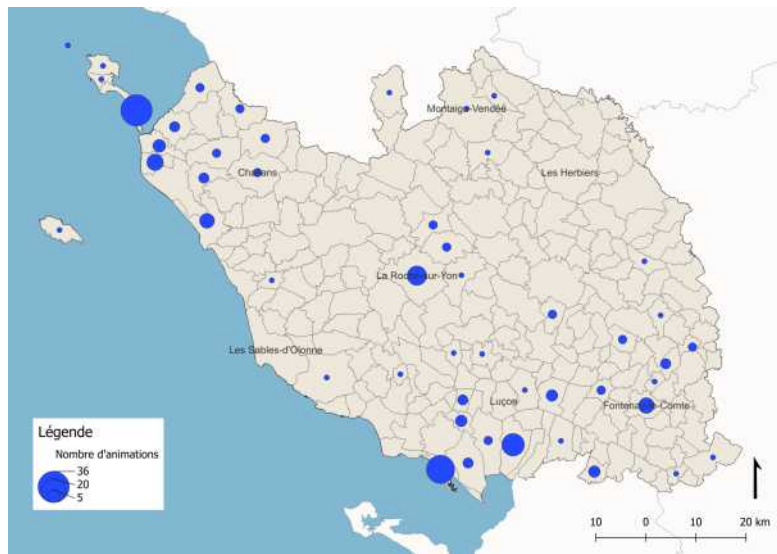 Montaigu-Vendée
Challans
Les Herbiers
La Roche-sur-Yon
Les Sables-d'Olonne
Luçon
Fontenay-le-Comte
Légende
Nombre d'animations
36
20
5
10 0 10 20 km